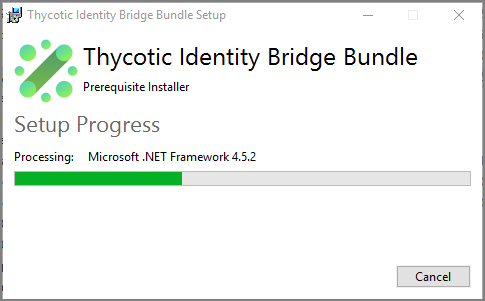 Thycotic Identity Bridge Bundle Setup
Thycotic Identity Bridge Bundle
Prerequisite Installer
Setup Progress
Processing: Microsoft .NET Framework 4.5.2
Cancel